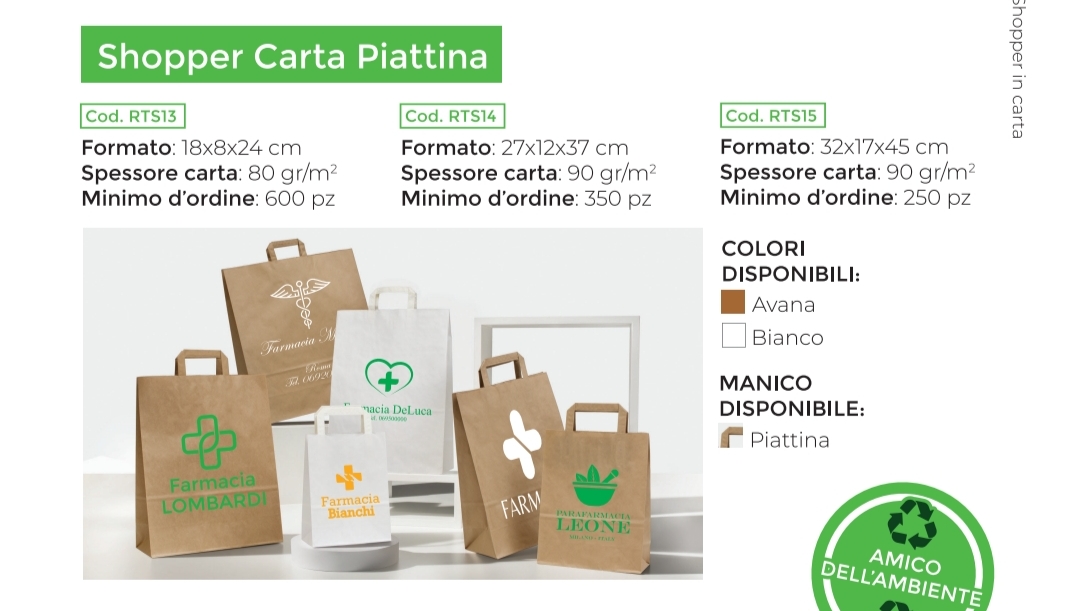 Shopper in carta
Shopper Carta Piattina
Cod. RTS13
Formato: 18x8x24 cm
Spessore carta: 80 gr/m²
Minimo d'ordine: 600 pz
Cod. RTS14
Formato: 27x12x37 cm
Spessore carta: 90 gr/m²
Minimo d'ordine: 350 pz
Cod. RTS15
Formato: 32x17x45 cm
Spessore carta: 90 gr/m²
Minimo d'ordine: 250 pz
Farmacia
Farmacia DeLuca
Farmacia
LOMBARDI
Farmacia
Bianchi
FARM
PARAFARMACIA
LEONE
COLORI
DISPONIBILI:
Avana
Bianco
MANICO
DISPONIBILE:
Piattina
AMICO
DELL'AMBIENTE